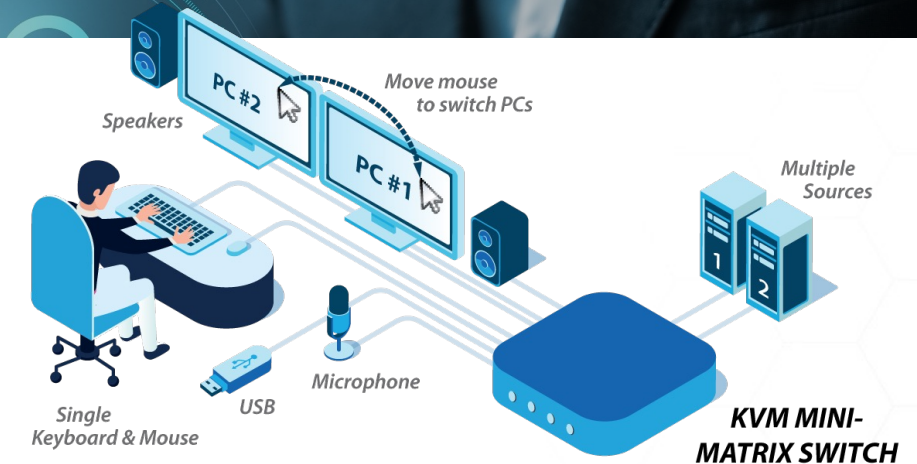 PC #2
Move mouse
to switch PCs
Speakers
PC #1
Multiple
Sources
1
2
Microphone
USB
Single
Keyboard & Mouse
KVM MINI-
MATRIX SWITCH